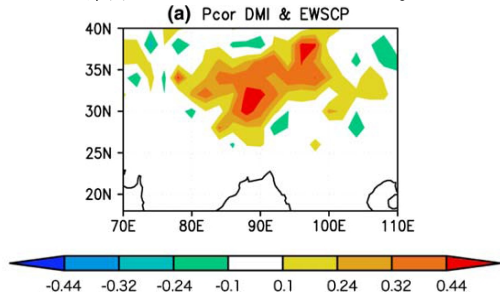 (a) Pcor DMI & EWSCP
40N
35N
30N
25N
20N
70E 80E 90E 100E 110E
-0.44 -0.32 -0.24 -0.1 0.1 0.24 0.32 0.44